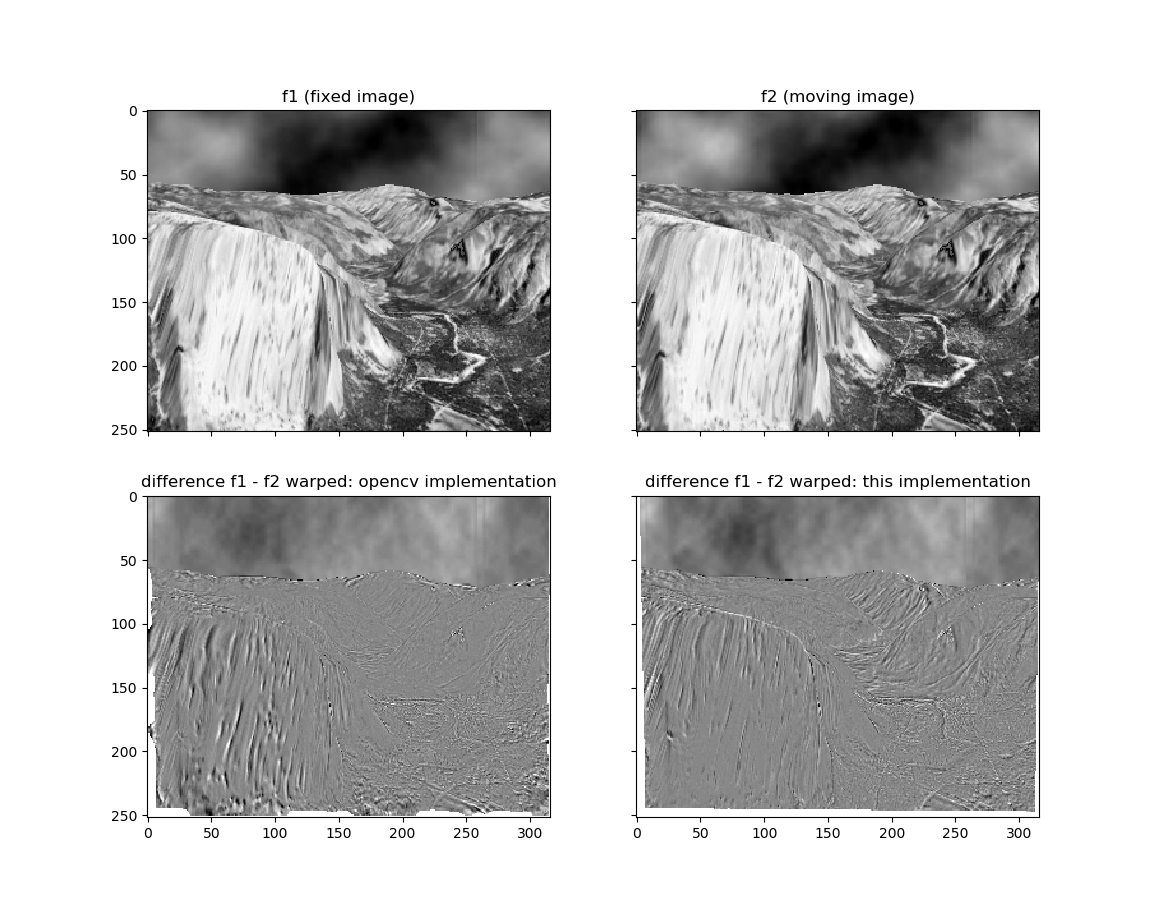 f1 (fixed image)
f2 (moving image)
0
50
100
150
200
250
difference f1 - f2 warped: opencv implementation
difference f1 - f2 warped: this implementation
0
50
100
150
200
250
0 50 100 150 200 250 300
0 50 100 150 200 250 300